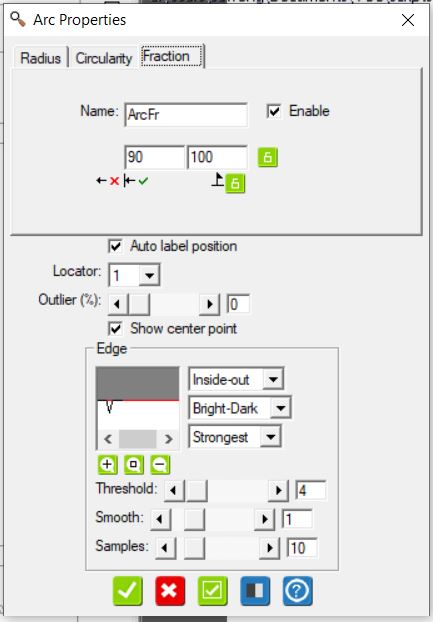 Arc Properties
Radius Circularity Fraction
Name: ArcFr Enable
90 100
Auto label position
Locator: 1
Outlier (%): 0
Show center point
Edge
Inside-out
Bright-Dark
Strongest
Threshold: 4
Smooth: 1
Samples: 10